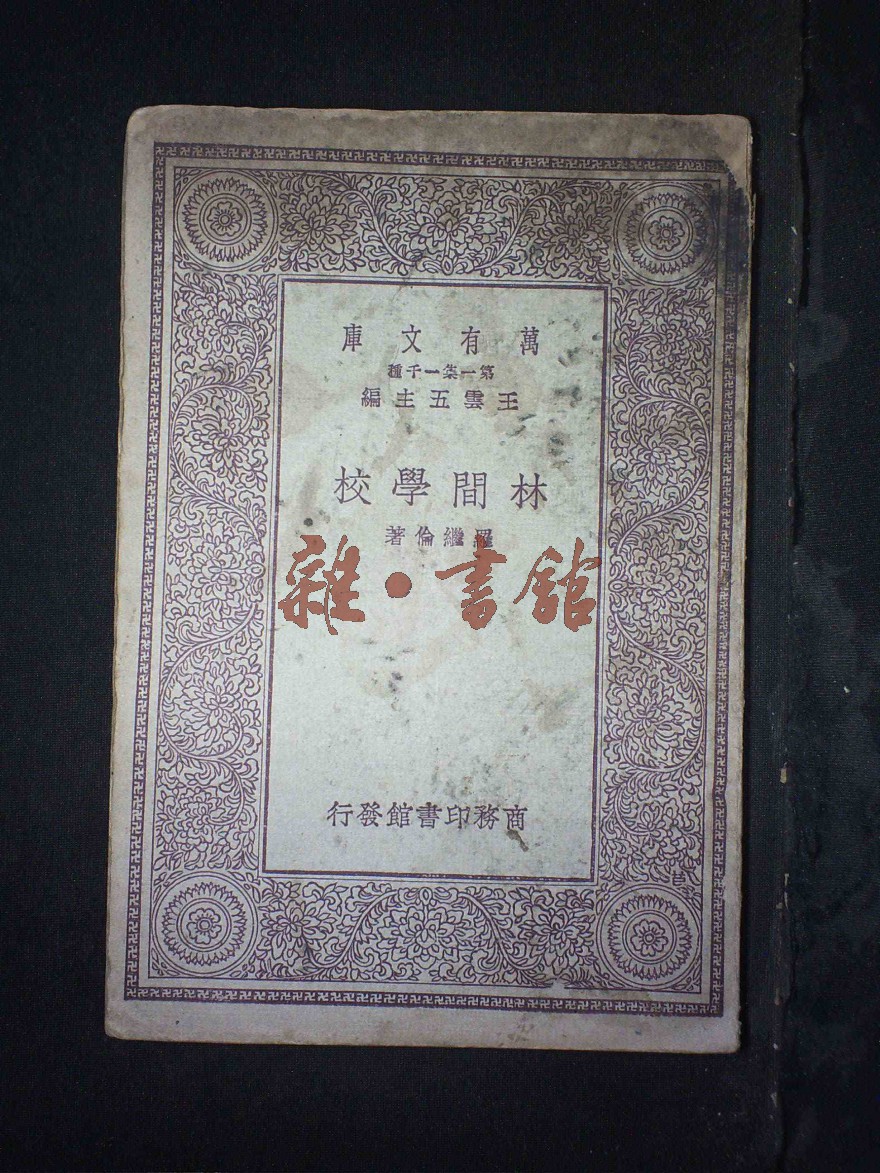 萬有文庫
第一集一千種
王雲五主編
林間學校
羅繼倫著
雜·書館
商務印書館發行